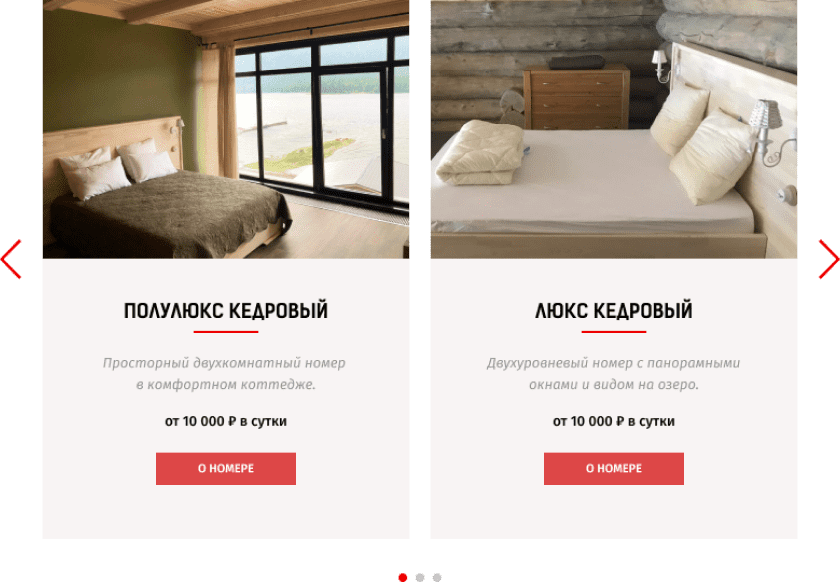 ПОЛУЛЮКС КЕДРОВЫЙ
Просторный двухкомнатный номер
в комфортном коттедже.
от 10 000 ₽ в сутки
О НОМЕРЕ
ЛЮКС КЕДРОВЫЙ
Двухуровневый номер с панорамными
окнами и видом на озеро.
от 10 000 ₽ в сутки
О НОМЕРЕ